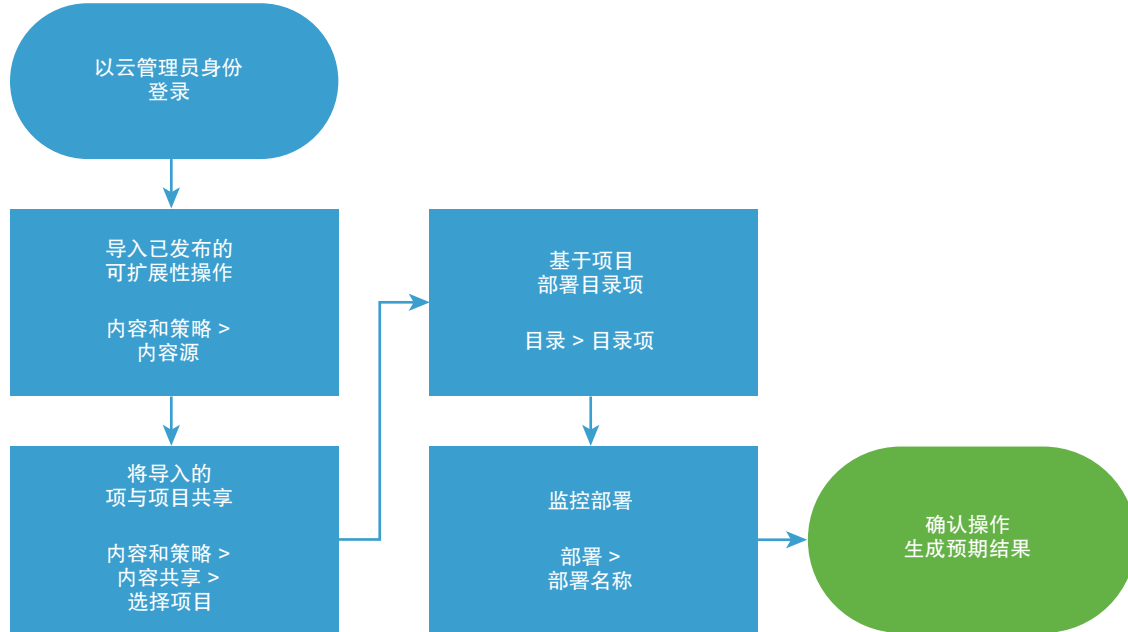 以云管理员身份
登录
导入已发布的
可扩展性操作
内容和策略 >
内容源
将导入的
项与项目共享
内容和策略 >
内容共享 >
选择项目
基于项目
部署目录项
目录 > 目录项
监控部署
部署 >
部署名称
确认操作
生成预期结果